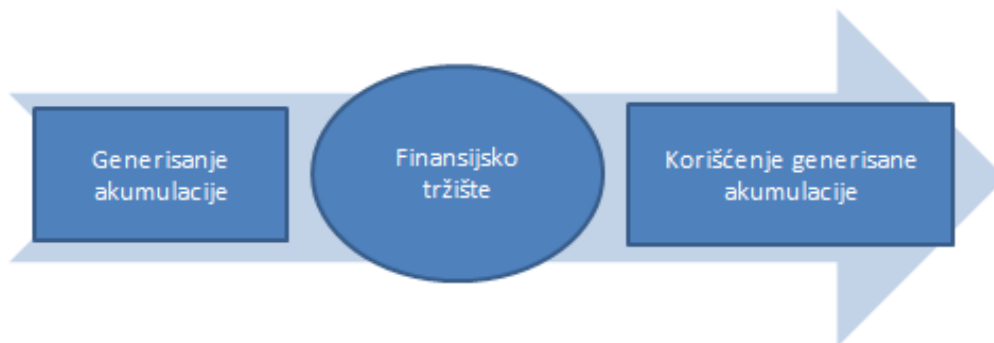 Generisanje
akumulacije
Finansijsko
tržište
Korišćenje generisane
akumulacije